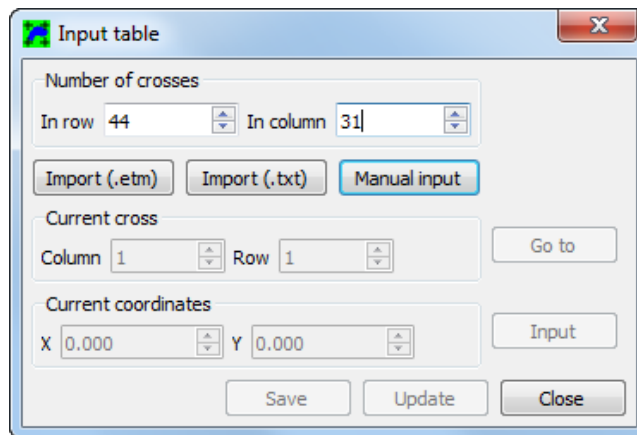 Input table
Number of crosses
In row 44 In column 31
Import (.etm) Import (.txt) Manual input
Current cross
Column 1 Row 1 Go to
Current coordinates
X 0.000 Y 0.000 Input
Save Update Close